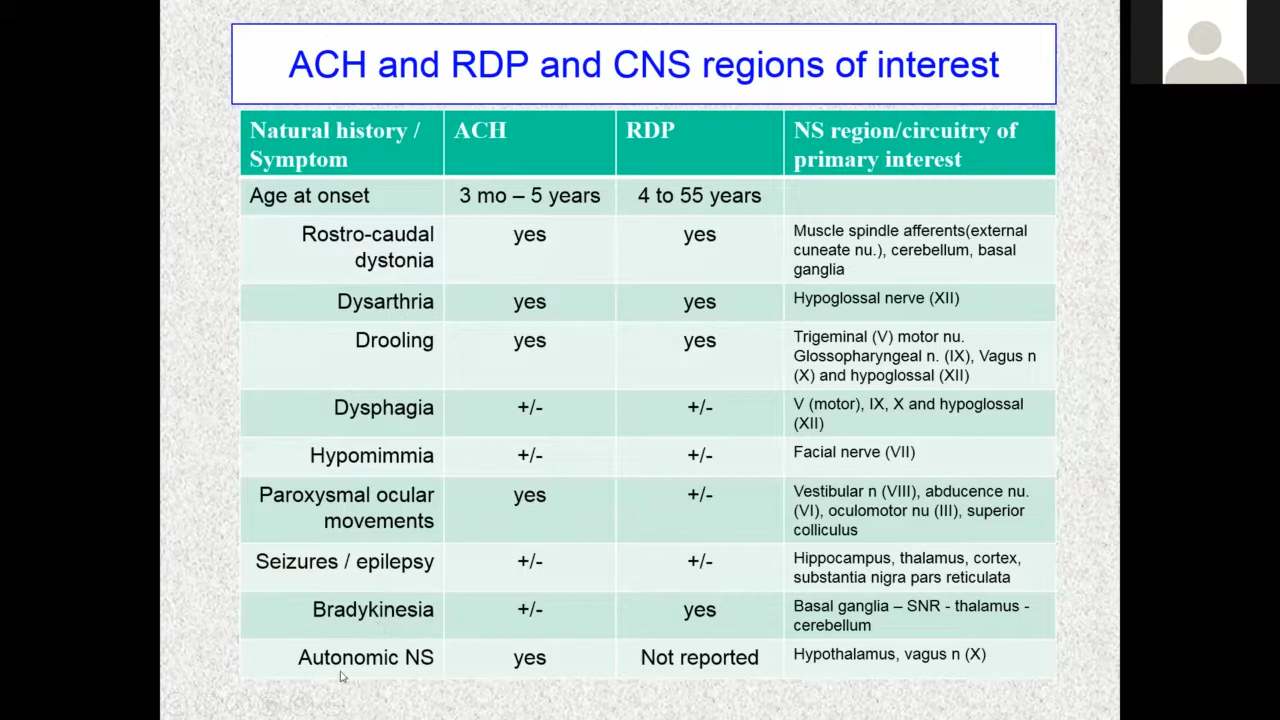 ACH and RDP and CNS regions of interest
Natural history / Symptom ACH RDP NS region/circuitry of primary interest
Age at onset 3 mo – 5 years 4 to 55 years
Rostro-caudal dystonia yes yes Muscle spindle afferents(external cuneate nu.), cerebellum, basal ganglia
Dysarthria yes yes Hypoglossal nerve (XII)
Drooling yes yes Trigeminal (V) motor nu. Glossopharyngeal n. (IX), Vagus n (X) and hypoglossal (XII)
Dysphagia +/- +/- V (motor), IX, X and hypoglossal (XII)
Hypomimmia +/- +/- Facial nerve (VII)
Paroxysmal ocular movements yes +/- Vestibular n (VIII), abducence nu. (VI), oculomotor nu (III), superior colliculus
Seizures / epilepsy +/- +/- Hippocampus, thalamus, cortex, substantia nigra pars reticulata
Bradykinesia +/- yes Basal ganglia – SNR - thalamus - cerebellum
Autonomic NS yes Not reported Hypothalamus, vagus n (X)